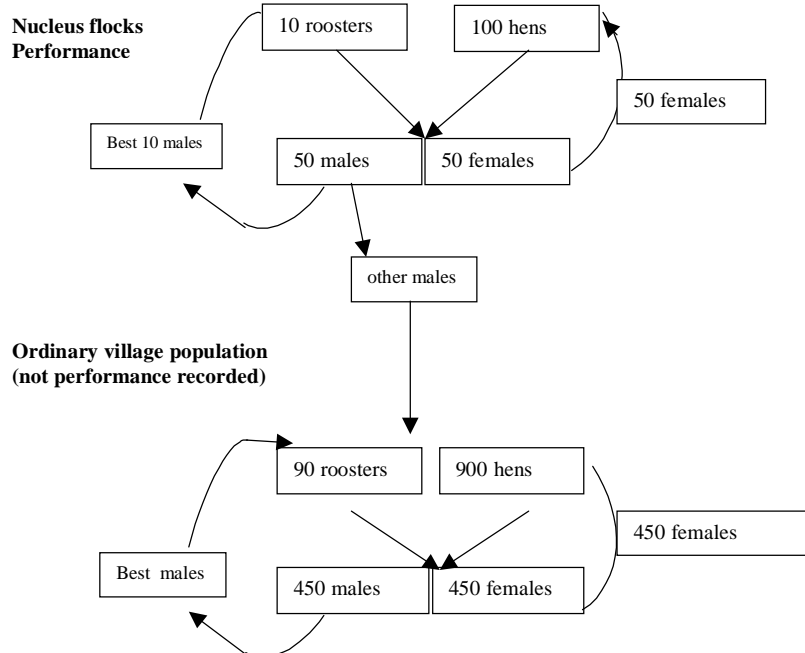 Nucleus flocks
Performance
10 roosters
100 hens
50 females
Best 10 males
50 males
50 females
other males
Ordinary village population
(not performance recorded)
90 roosters
900 hens
450 females
Best males
450 males
450 females